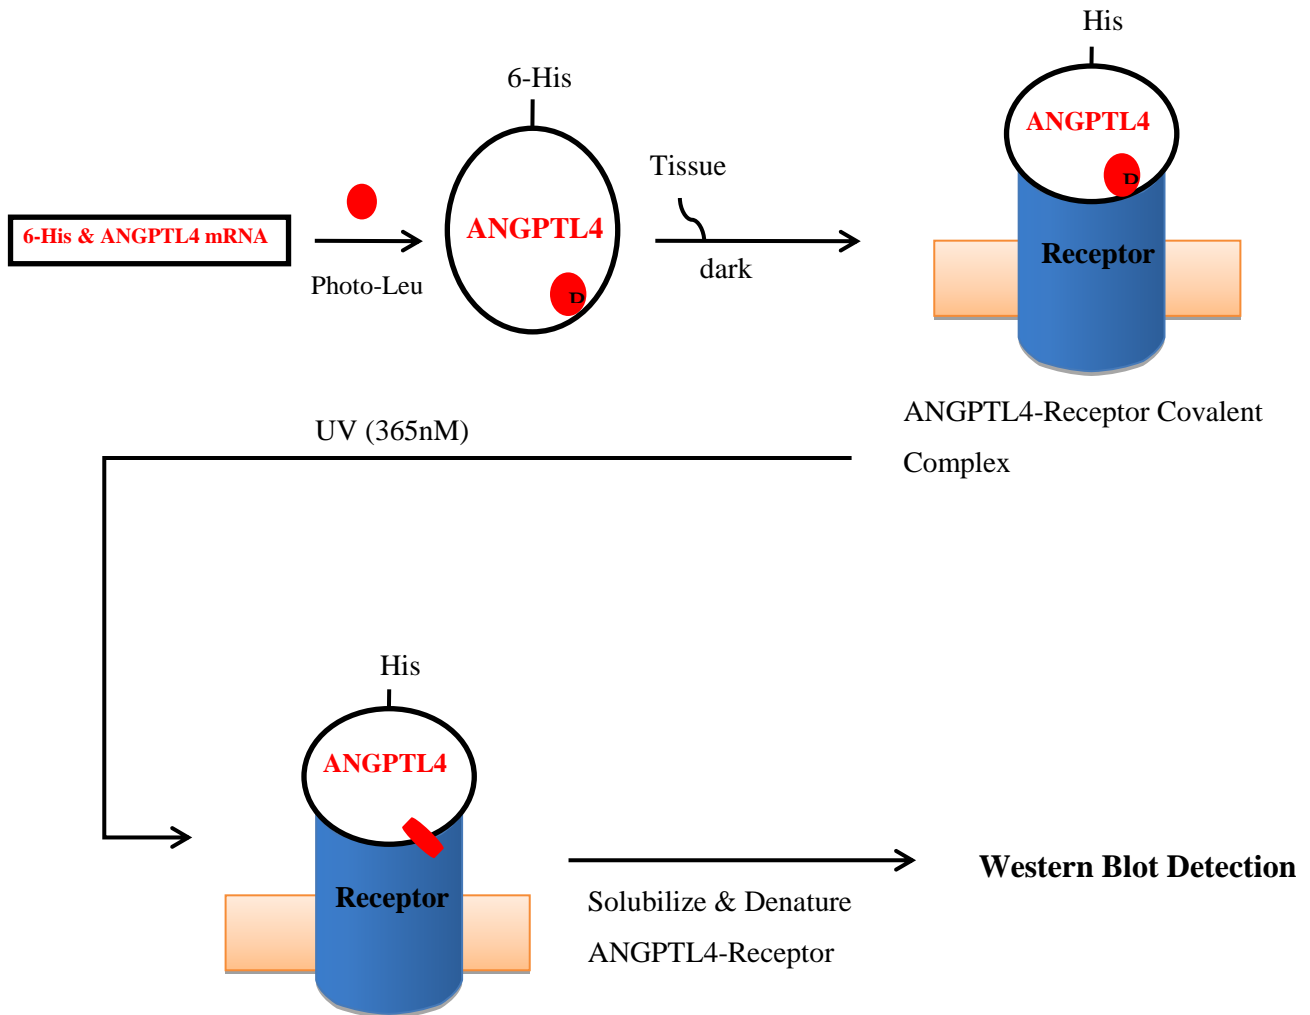 His
6-His
ANGPTL4
Tissue
6-His & ANGPTL4 mRNA
ANGPTL4
D
Receptor
dark
Photo-Leu
D
ANGPTL4-Receptor Covalent
Complex
UV (365nM)
His
ANGPTL4
Receptor
Western Blot Detection
Solubilize & Denature
ANGPTL4-Receptor